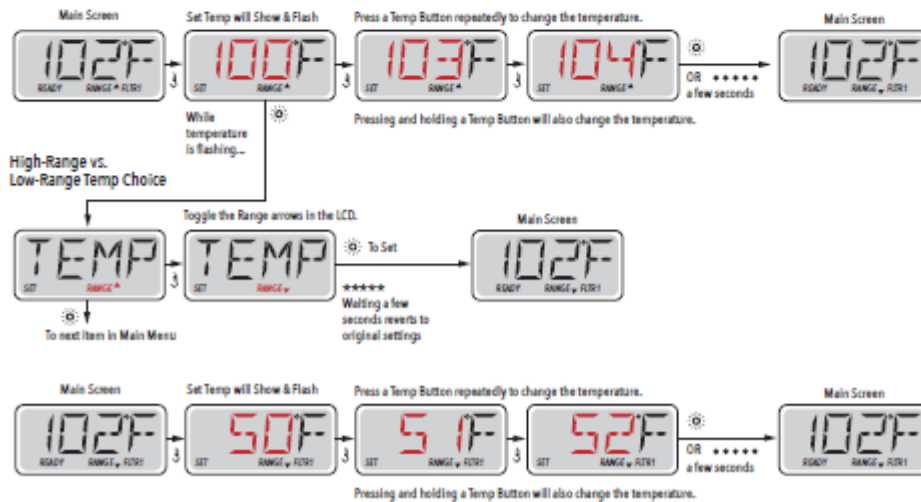 Main Screen
Set Temp will Show & Flash
Press a Temp Button repeatedly to change the temperature.
Main Screen
102°F
READY RANGE FLTR1
100°F
SET RANGE
103°F
SET RANGE
104°F
SET RANGE
OR *****
a few seconds
102°F
READY RANGE FLTR1
While
temperature
is flashing...
Pressing and holding a Temp Button will also change the temperature.
High-Range vs.
Low-Range Temp Choice
Toggle the Range arrows in the LCD.
Main Screen
TEMP
SET RANGE
TEMP
SET RANGE
To Set
*****
Waiting a few
seconds reverts to
original settings
102°F
READY RANGE FLTR1
To next item in Main Menu
Main Screen
Set Temp will Show & Flash
Press a Temp Button repeatedly to change the temperature.
Main Screen
102°F
READY RANGE FLTR1
50°F
SET RANGE FLTR1
51°F
SET RANGE FLTR1
52°F
SET RANGE FLTR1
OR *****
a few seconds
102°F
READY RANGE FLTR1
Pressing and holding a Temp Button will also change the temperature.